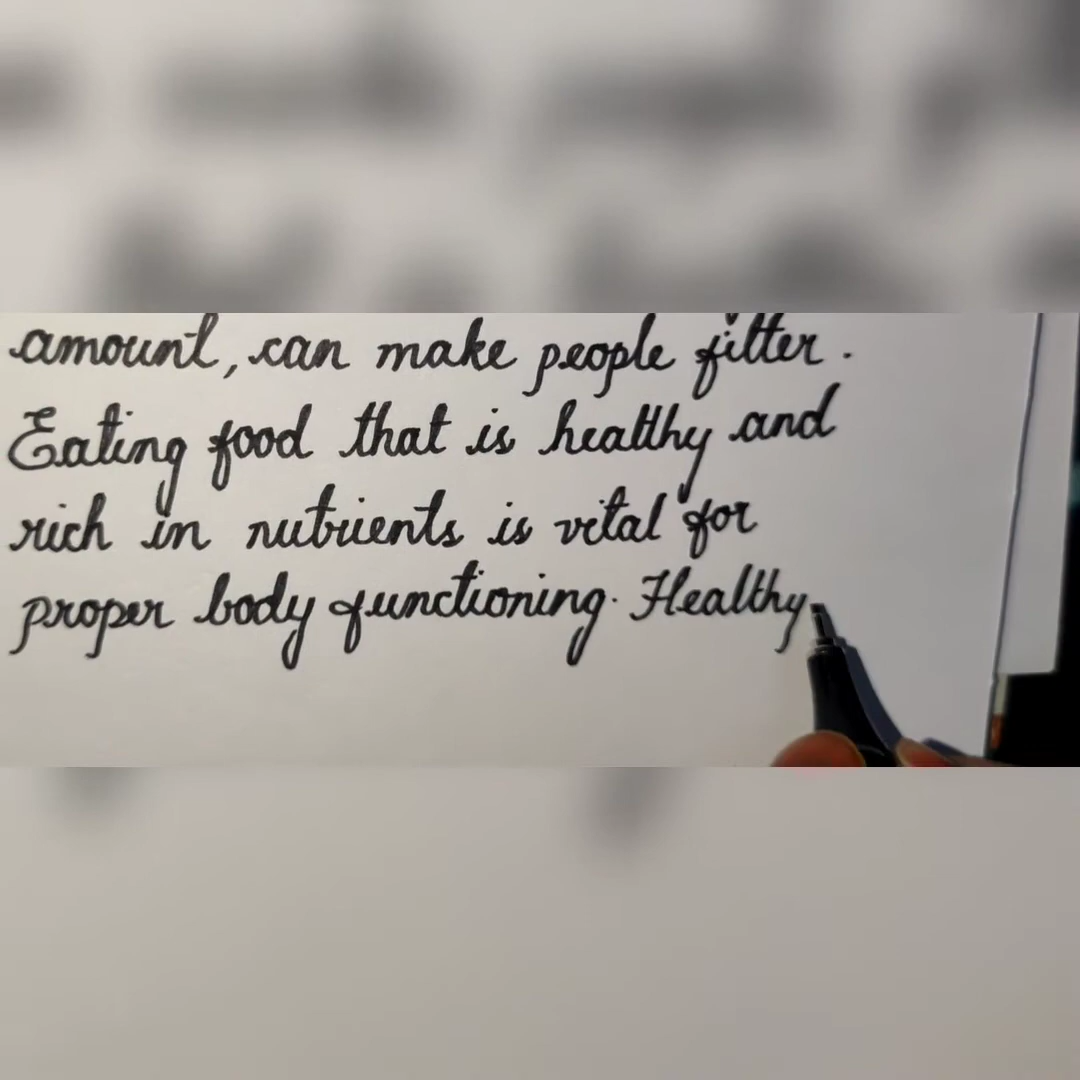 amount, can make people fitter.
Eating food that is healthy and
rich in nutrients is vital for
proper body functioning. Healthy